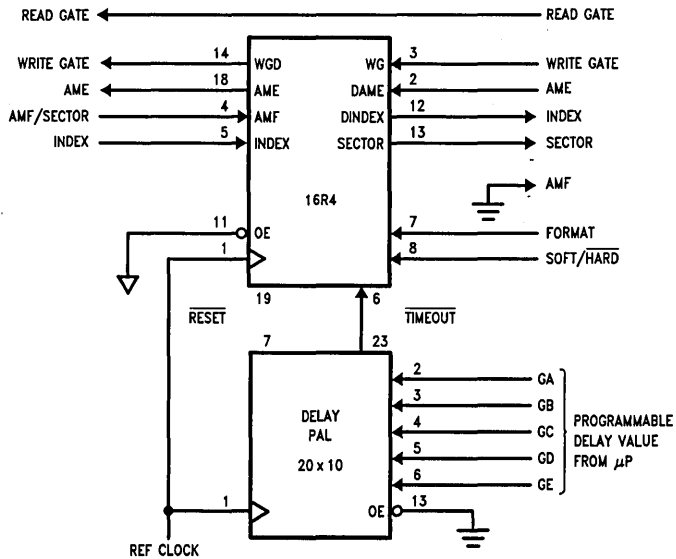 READ GATE READ GATE
14 3
WRITE GATE WGD WG WRITE GATE
18 2
AME AME DAME AME
4 12
AMF/SECTOR AMF DINDEX INDEX
5 13
INDEX INDEX SECTOR SECTOR
AMF
16R4
11 7
OE FORMAT
1 8
SOFT/HARD
19 6
RESET TIMEOUT
7 23
2
GA
3
DELAY GB PROGRAMMABLE
4
PAL GC DELAY VALUE
5
20 x 10 GD FROM μP
6
GE
1 13
OE
REF CLOCK